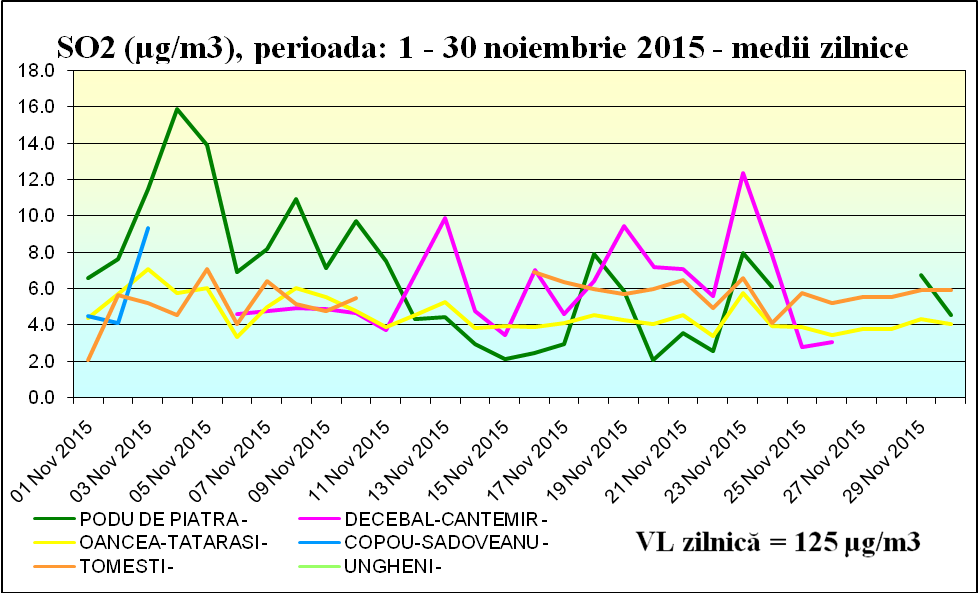 SO2 (µg/m3), perioada: 1 - 30 noiembrie 2015 - medii zilnice
18.0
16.0
14.0
12.0
10.0
8.0
6.0
4.0
2.0
0.0
01 Nov 2015
03 Nov 2015
05 Nov 2015
07 Nov 2015
09 Nov 2015
11 Nov 2015
13 Nov 2015
15 Nov 2015
17 Nov 2015
19 Nov 2015
21 Nov 2015
23 Nov 2015
25 Nov 2015
27 Nov 2015
29 Nov 2015
PODU DE PIATRA-
DECEBAL-CANTEMIR-
OANCEA-TATARASI-
COPOU-SADOVEANU-
TOMESTI-
UNGHENI-
VL zilnică = 125 µg/m3